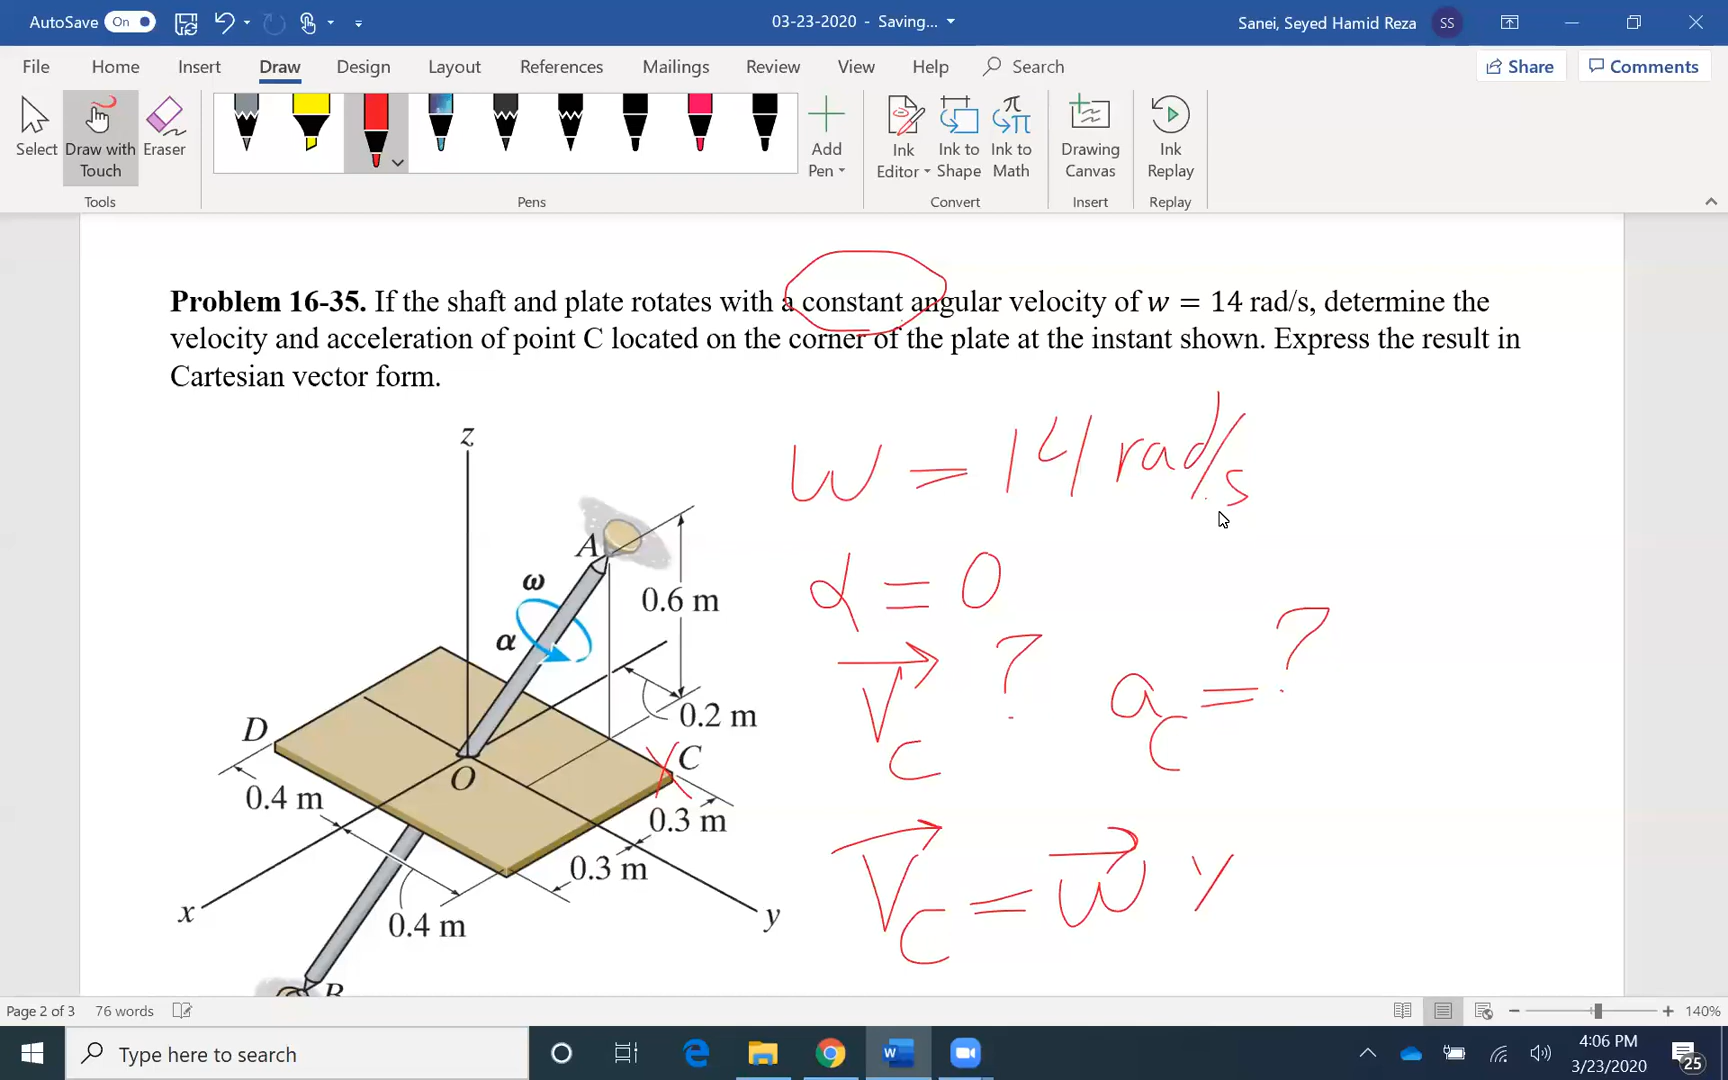 AutoSave On
03-23-2020 - Saving...
Sanei, Seyed Hamid Reza SS
File Home Insert Draw Design Layout References Mailings Review View Help Search Share Comments
Select Draw with Touch Eraser
Add Pen
Ink Editor
Ink to Shape
Ink to Math
Drawing Canvas
Ink Replay
Tools Pens Convert Insert Replay
Problem 16-35. If the shaft and plate rotates with a constant angular velocity of w = 14 rad/s, determine the
velocity and acceleration of point C located on the corner of the plate at the instant shown. Express the result in
Cartesian vector form.
z
w = 14 rad/s
A
ω
0.6 m
α = 0
α
0.2 m
V⃗C ? aC = ?
D
C
O
0.4 m
0.3 m
0.3 m
x
0.4 m
y
V⃗C = w⃗ x
B
Page 2 of 3 76 words 140%
Type here to search
4:06 PM
3/23/2020
25